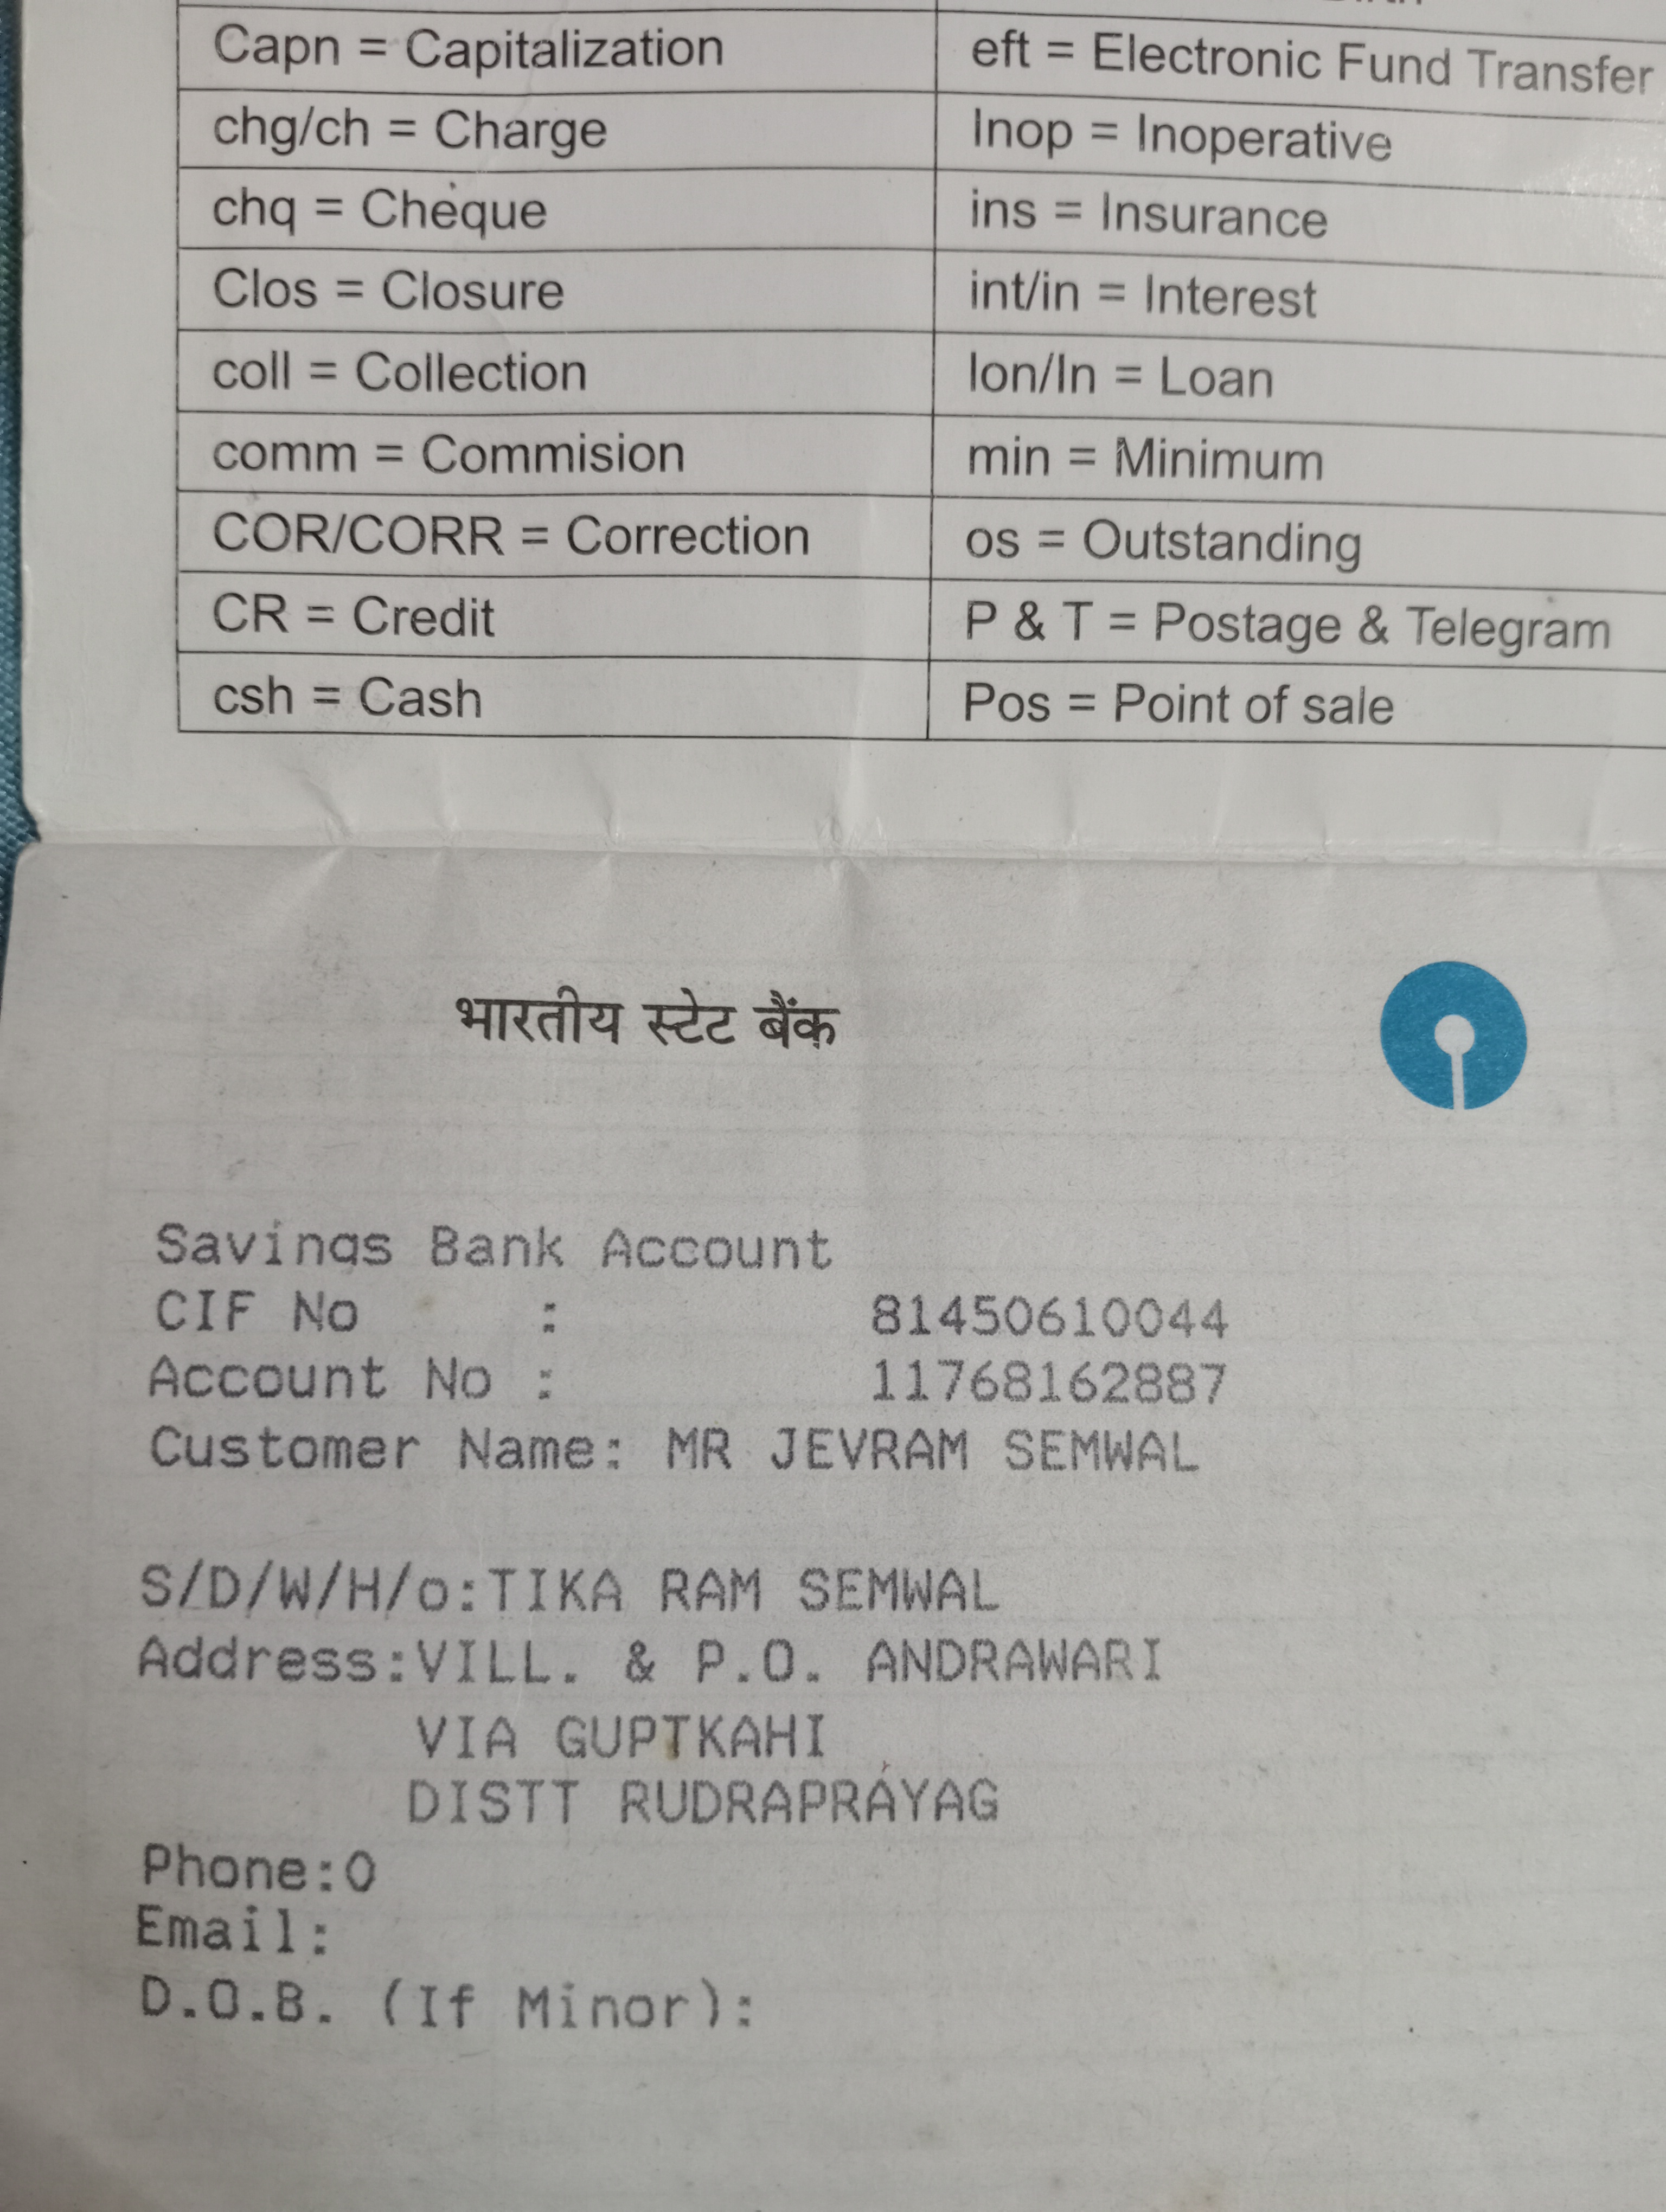 Capn = Capitalization eft = Electronic Fund Transfer
chg/ch = Charge Inop = Inoperative
chq = Cheque ins = Insurance
Clos = Closure int/in = Interest
coll = Collection lon/ln = Loan
comm = Commision min = Minimum
COR/CORR = Correction os = Outstanding
CR = Credit P & T = Postage & Telegram
csh = Cash Pos = Point of sale
भारतीय स्टेट बैंक
Savings Bank Account
CIF No : 81450610044
Account No : 11768162887
Customer Name: MR JEVRAM SEMWAL
S/D/W/H/o:TIKA RAM SEMWAL
Address:VILL. & P.O. ANDRAWARI
VIA GUPTKAHI
DISTT RUDRAPRAYAG
Phone:0
Email:
D.O.B. (If Minor):